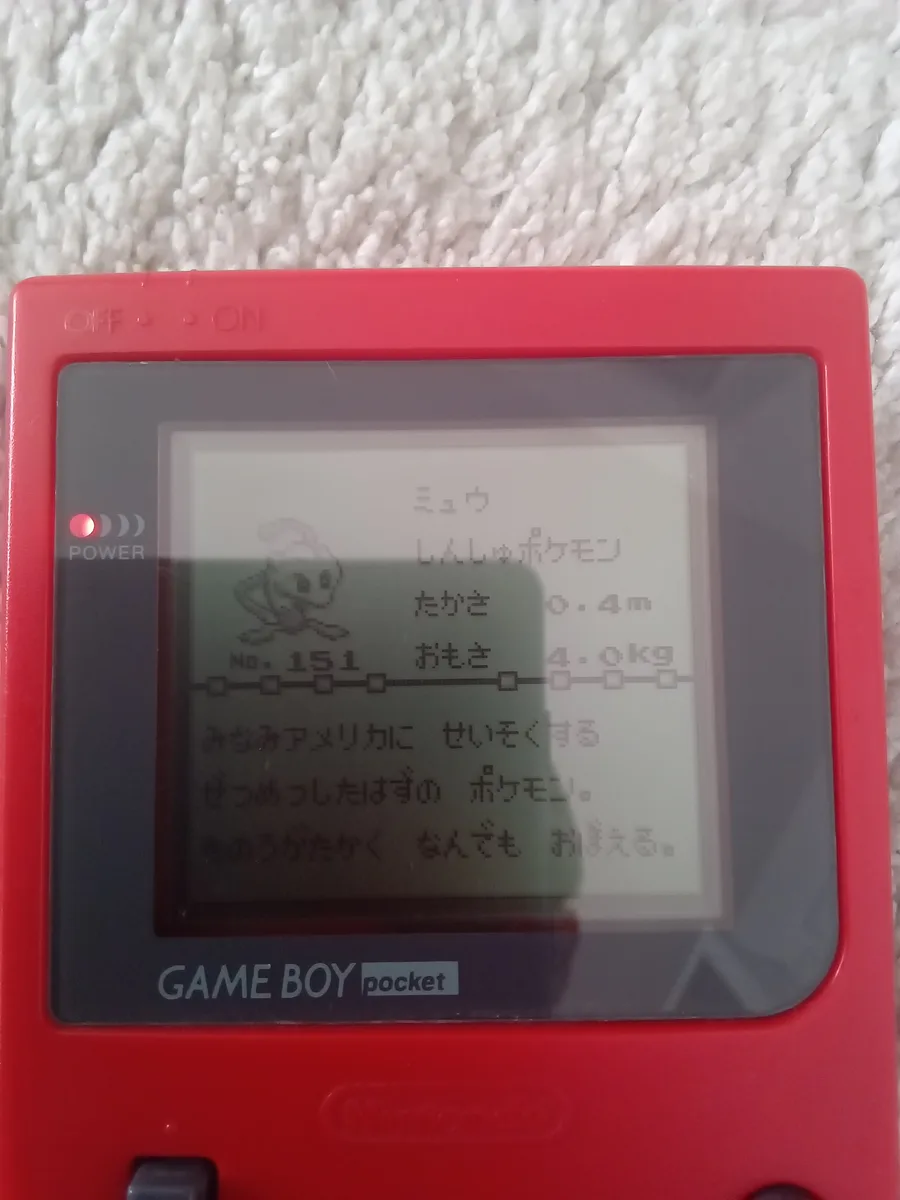 OFF ON
ミュウ
しんしゅポケモン
たかさ 0.4m
No. 151 おもさ 4.0kg
POWER
みなみアメリカに せいそくする
ぜつめつしたはずの ポケモン。
ちのうがたかく なんでも おぼえる。
GAME BOY pocket
Nintendo